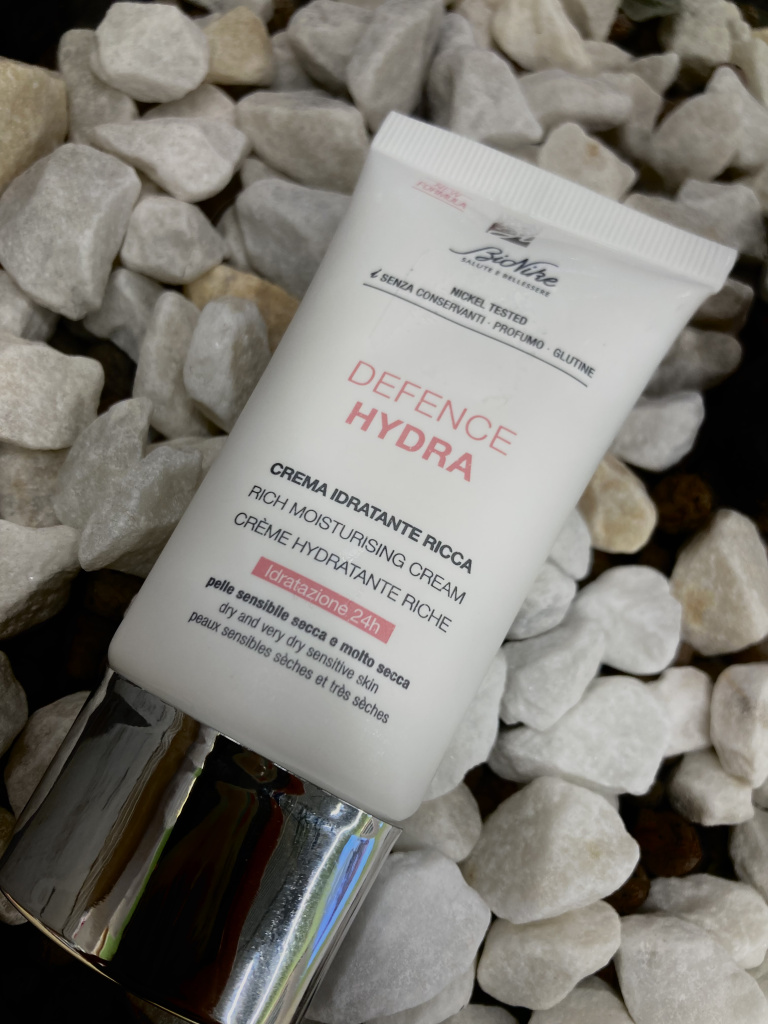 BioNike
SALUTE E BELLESSERE
NICKEL TESTED
i SENZA CONSERVANTI · PROFUMO · GLUTINE
DEFENCE
HYDRA
CREMA IDRATANTE RICCA
RICH MOISTURISING CREAM
CRÈME HYDRATANTE RICHE
Idratazione 24h
pelle sensibile secca e molto secca
dry and very dry sensitive skin
peaux sensibles sèches et très sèches